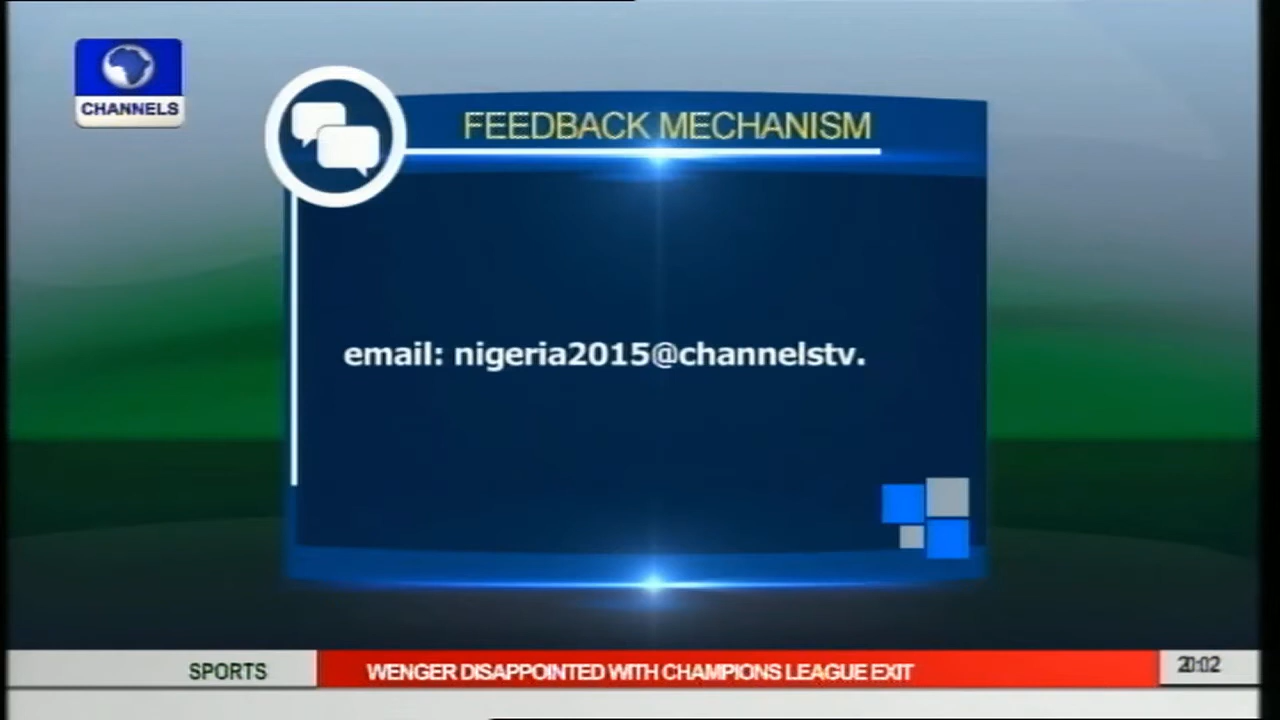 CHANNELS
FEEDBACK MECHANISM
email: nigeria2015@channelstv.
SPORTS
WENGER DISAPPOINTED WITH CHAMPIONS LEAGUE EXIT
20:02